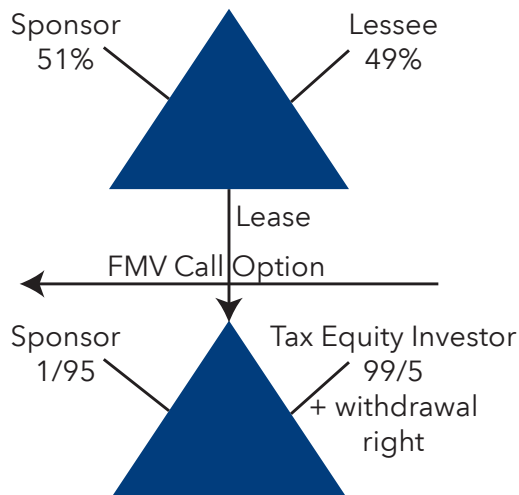 Sponsor
51%
Lessee
49%
Lease
FMV Call Option
Sponsor
1/95
Tax Equity Investor
99/5
+ withdrawal
right